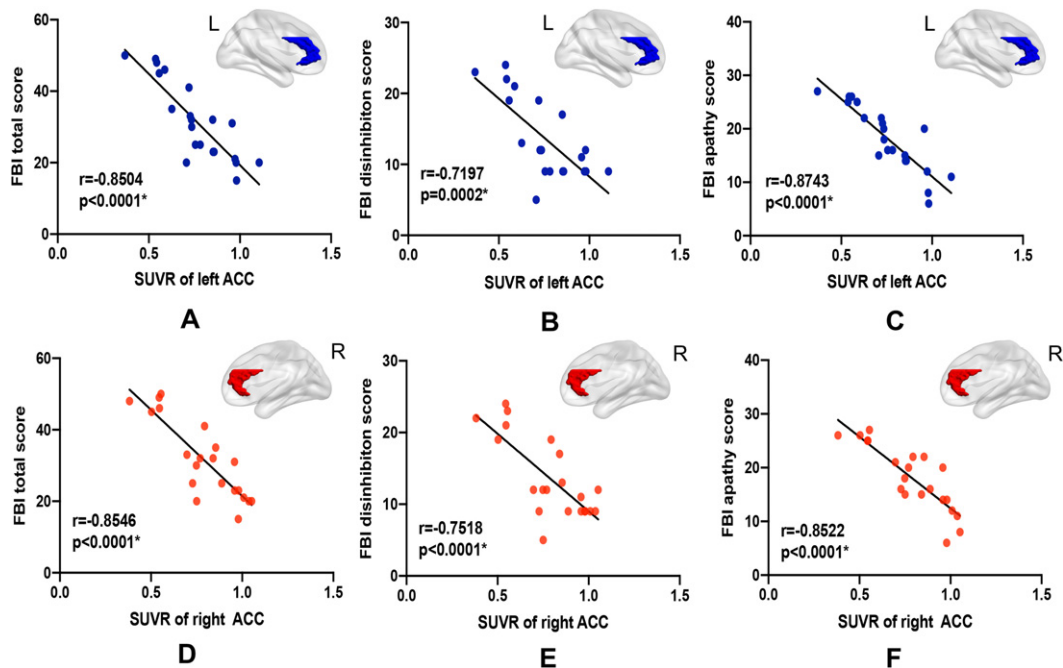 L
FBI total score
60
40
20
0
r=-0.8504
p<0.0001*
0.0 0.5 1.0 1.5
SUVR of left ACC
A
L
FBI disinhibiton score
30
20
10
0
r=-0.7197
p=0.0002*
0.0 0.5 1.0 1.5
SUVR of left ACC
B
L
FBI apathy score
40
30
20
10
0
r=-0.8743
p<0.0001*
0.0 0.5 1.0 1.5
SUVR of left ACC
C
R
FBI total score
60
40
20
0
r=-0.8546
p<0.0001*
0.0 0.5 1.0 1.5
SUVR of right ACC
D
R
FBI disinhibiton score
30
20
10
0
r=-0.7518
p<0.0001*
0.0 0.5 1.0 1.5
SUVR of right ACC
E
R
FBI apathy score
40
30
20
10
0
r=-0.8522
p<0.0001*
0.0 0.5 1.0 1.5
SUVR of right ACC
F